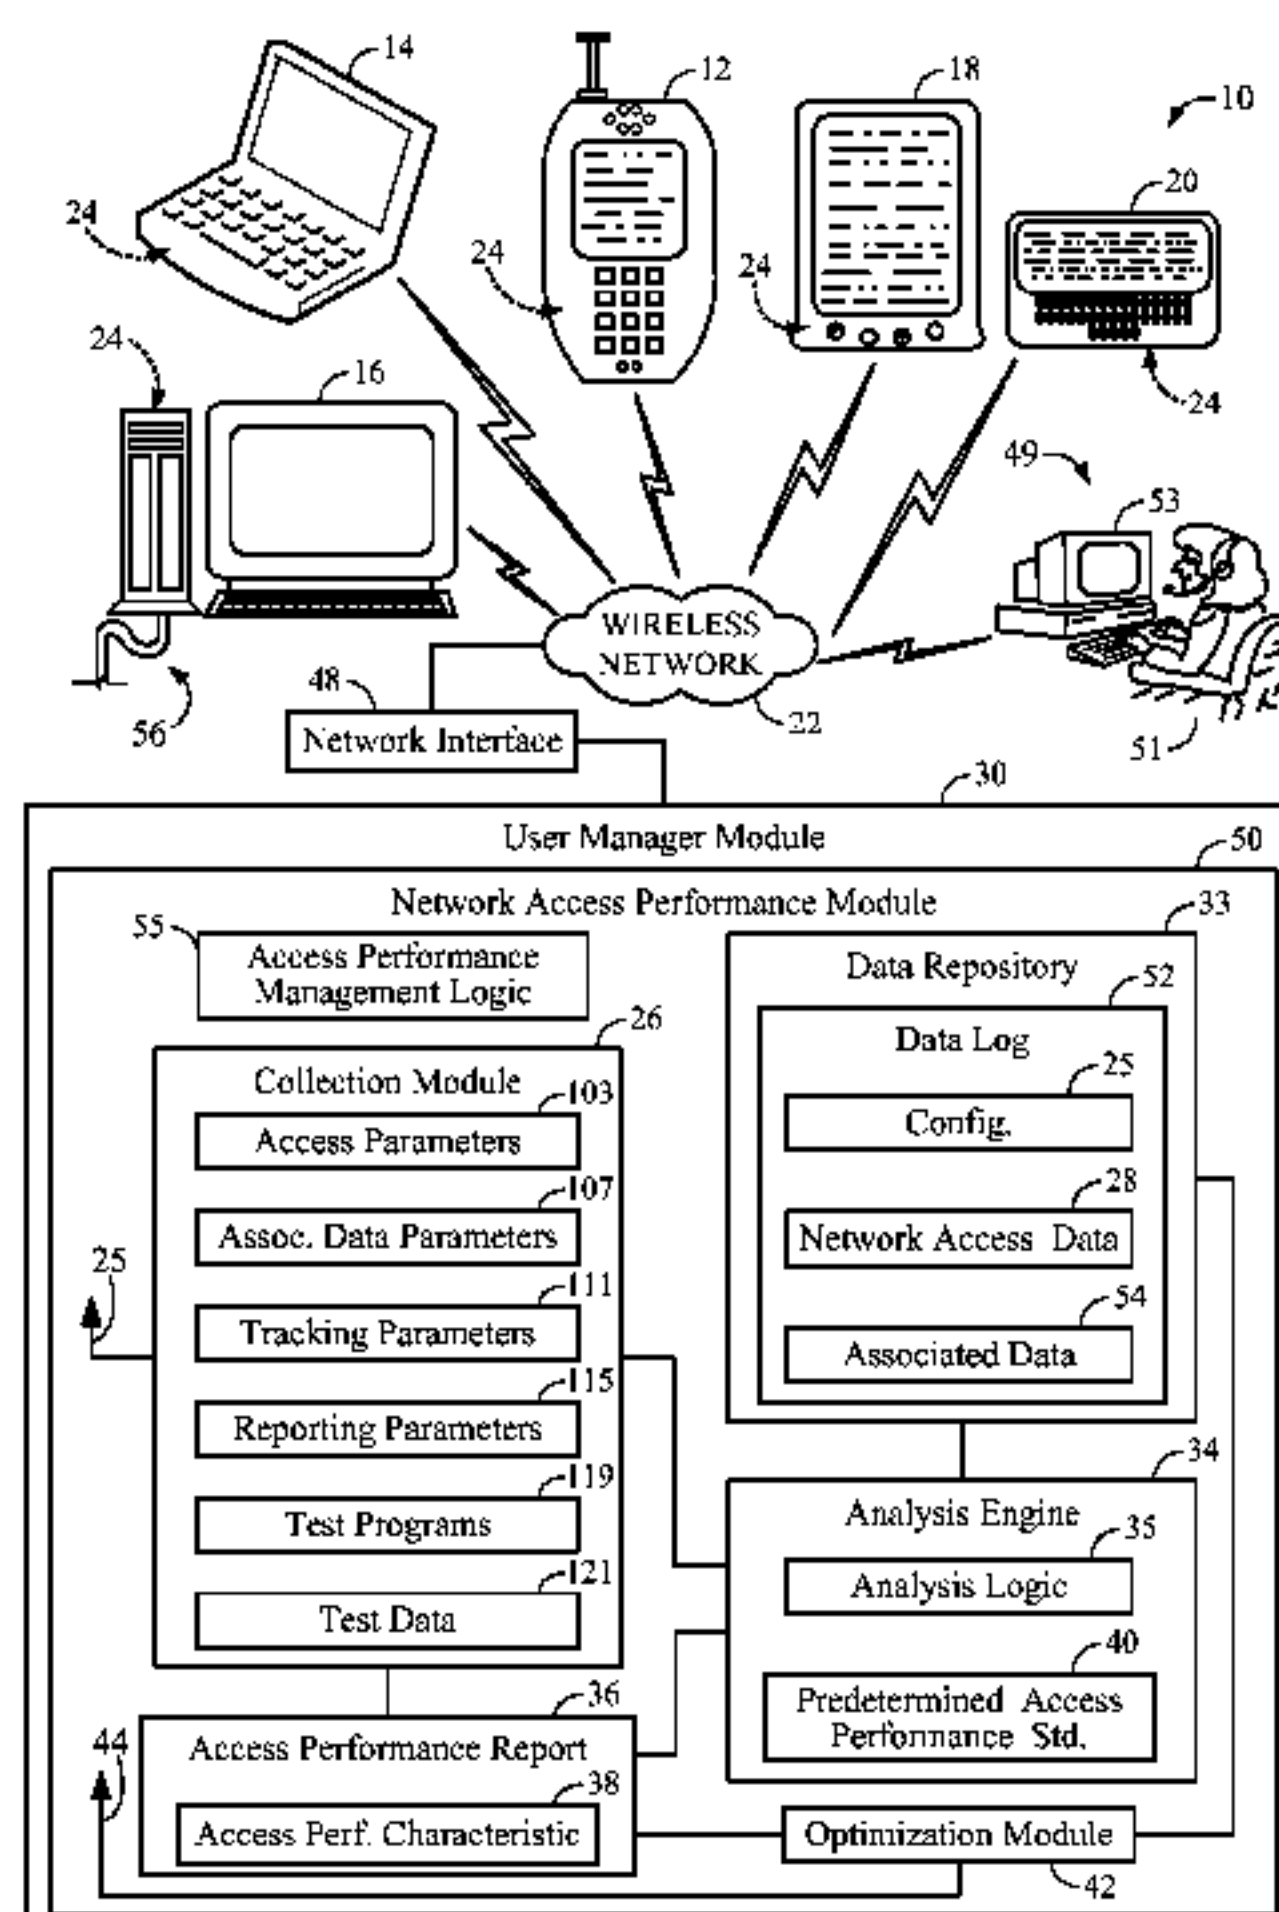 14
12
18
10
20
24
24
24
24
16
24
49
53
WIRELESS
NETWORK
48
22
56
51
Network Interface
30
User Manager Module
50
Network Access Performance Module
55
33
Access Performance
Management Logic
Data Repository
52
26
Data Log
Collection Module
25
103
Config.
Access Parameters
107
28
Assoc. Data Parameters
Network Access Data
25
111
54
Tracking Parameters
Associated Data
115
Reporting Parameters
34
119
Analysis Engine
Test Programs
35
121
Analysis Logic
Test Data
40
36
Predetermined Access
Performance Std.
44
Access Performance Report
38
Access Perf. Characteristic
Optimization Module
42